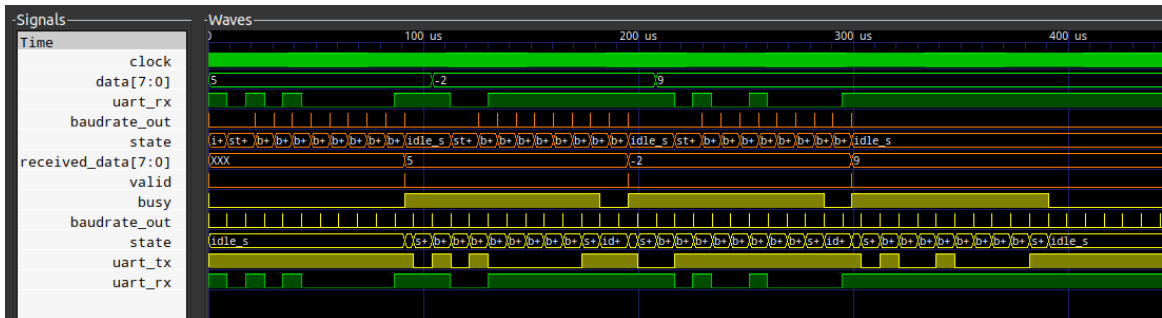 Signals Waves
Time 0 100 us 200 us 300 us 400 us
clock
data[7:0] 5 -2 9
uart_rx
baudrate_out
state i+ st+ b+ b+ b+ b+ b+ b+ b+ b+ idle_s st+ b+ b+ b+ b+ b+ b+ b+ b+ idle_s st+ b+ b+ b+ b+ b+ b+ b+ b+ idle_s
received_data[7:0] XXX 5 -2 9
valid
busy
baudrate_out
state idle_s s+ b+ b+ b+ b+ b+ b+ b+ b+ s+ id+ s+ b+ b+ b+ b+ b+ b+ b+ b+ s+ id+ s+ b+ b+ b+ b+ b+ b+ b+ b+ s+ idle_s
uart_tx
uart_rx